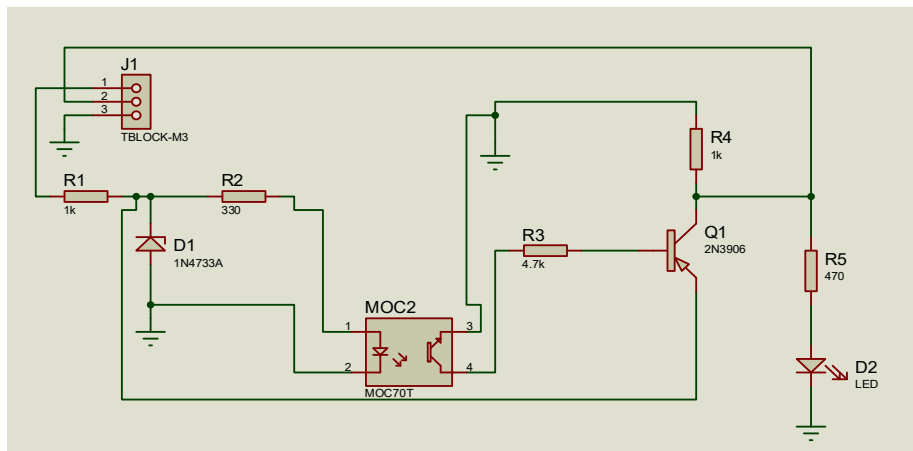 J1
1
2
3
TBLOCK-M3
R1
1k
R2
330
D1
1N4733A
R3
4.7k
R4
1k
Q1
2N3906
R5
470
MOC2
1
2
3
4
MOC70T
D2
LED